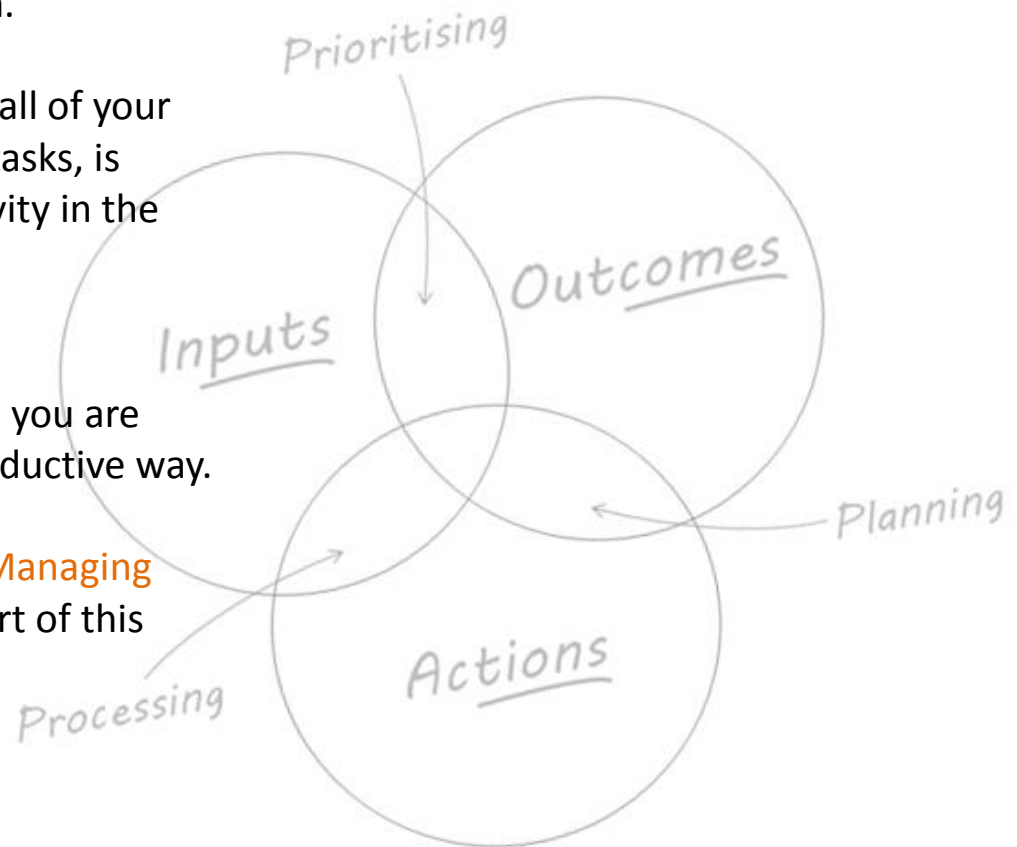 n.
Prioritising
all of your
tasks, is
vity in the
Outcomes
Inputs
you are
ductive way.
Planning
Managing
rt of this
Actions
Processing